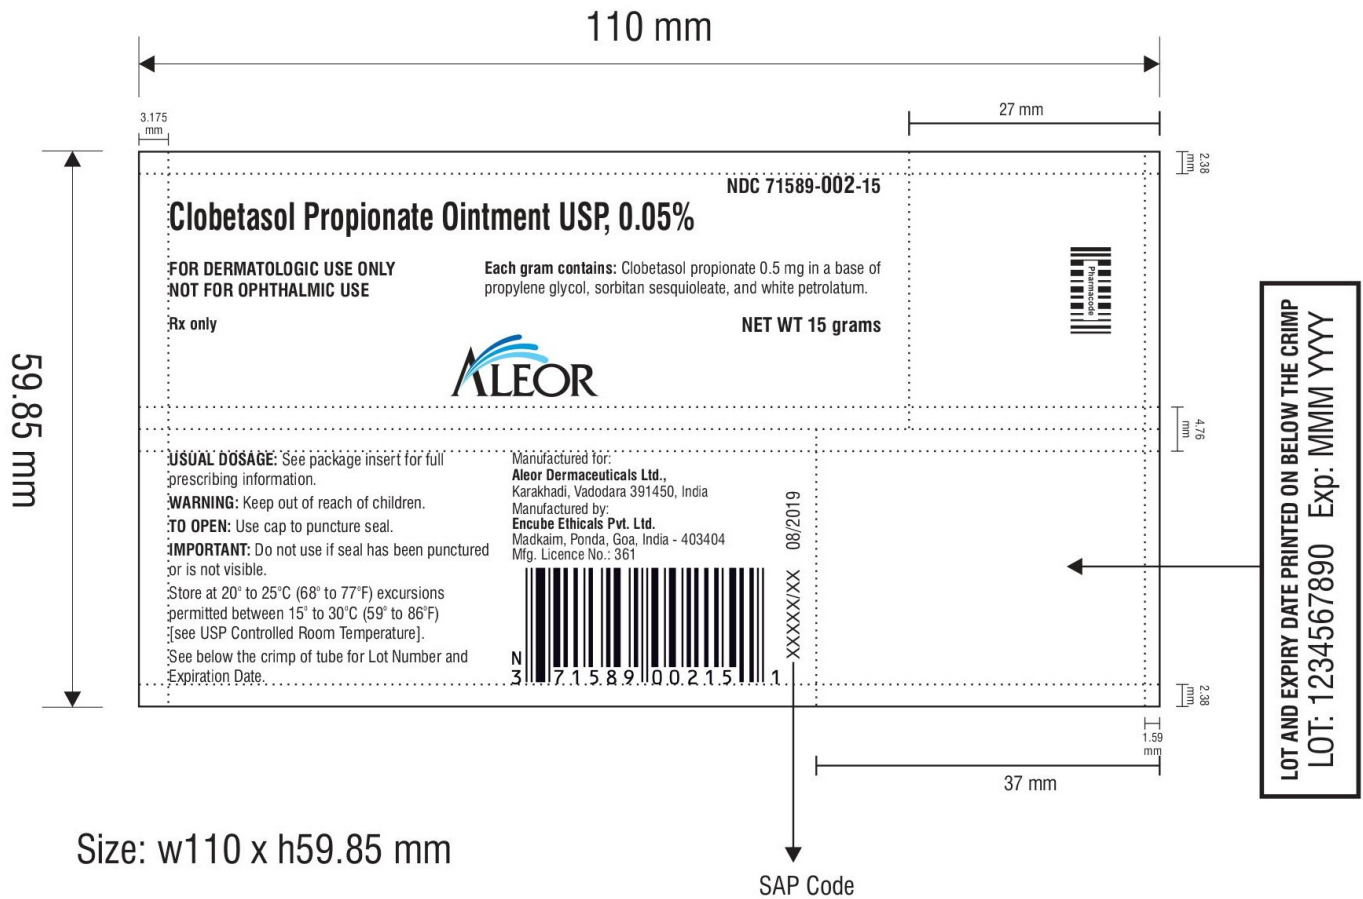 110 mm
3.175
mm
27 mm
2.38
mm
NDC 71589-002-15
Clobetasol Propionate Ointment USP, 0.05%
FOR DERMATOLOGIC USE ONLY
NOT FOR OPHTHALMIC USE
Each gram contains: Clobetasol propionate 0.5 mg in a base of
propylene glycol, sorbitan sesquioleate, and white petrolatum.
Pharmacode
Rx only
NET WT 15 grams
ALEOR
59.85 mm
4.76
mm
USUAL DOSAGE: See package insert for full
prescribing information.
WARNING: Keep out of reach of children.
TO OPEN: Use cap to puncture seal.
IMPORTANT: Do not use if seal has been punctured
or is not visible.
Store at 20° to 25°C (68° to 77°F) excursions
permitted between 15° to 30°C (59° to 86°F)
[see USP Controlled Room Temperature].
See below the crimp of tube for Lot Number and
Expiration Date.
Manufactured for:
Aleor Dermaceuticals Ltd.,
Karakhadi, Vadodara 391450, India
Manufactured by:
Encube Ethicals Pvt. Ltd.
Madkaim, Ponda, Goa, India - 403404
Mfg. Licence No.: 361
N
3 71589 00215 1
XXXXX/XX 08/2019
LOT AND EXPIRY DATE PRINTED ON BELOW THE CRIMP
LOT: 1234567890 Exp: MMM YYYY
2.38
mm
1.59
mm
37 mm
Size: w110 x h59.85 mm
SAP Code